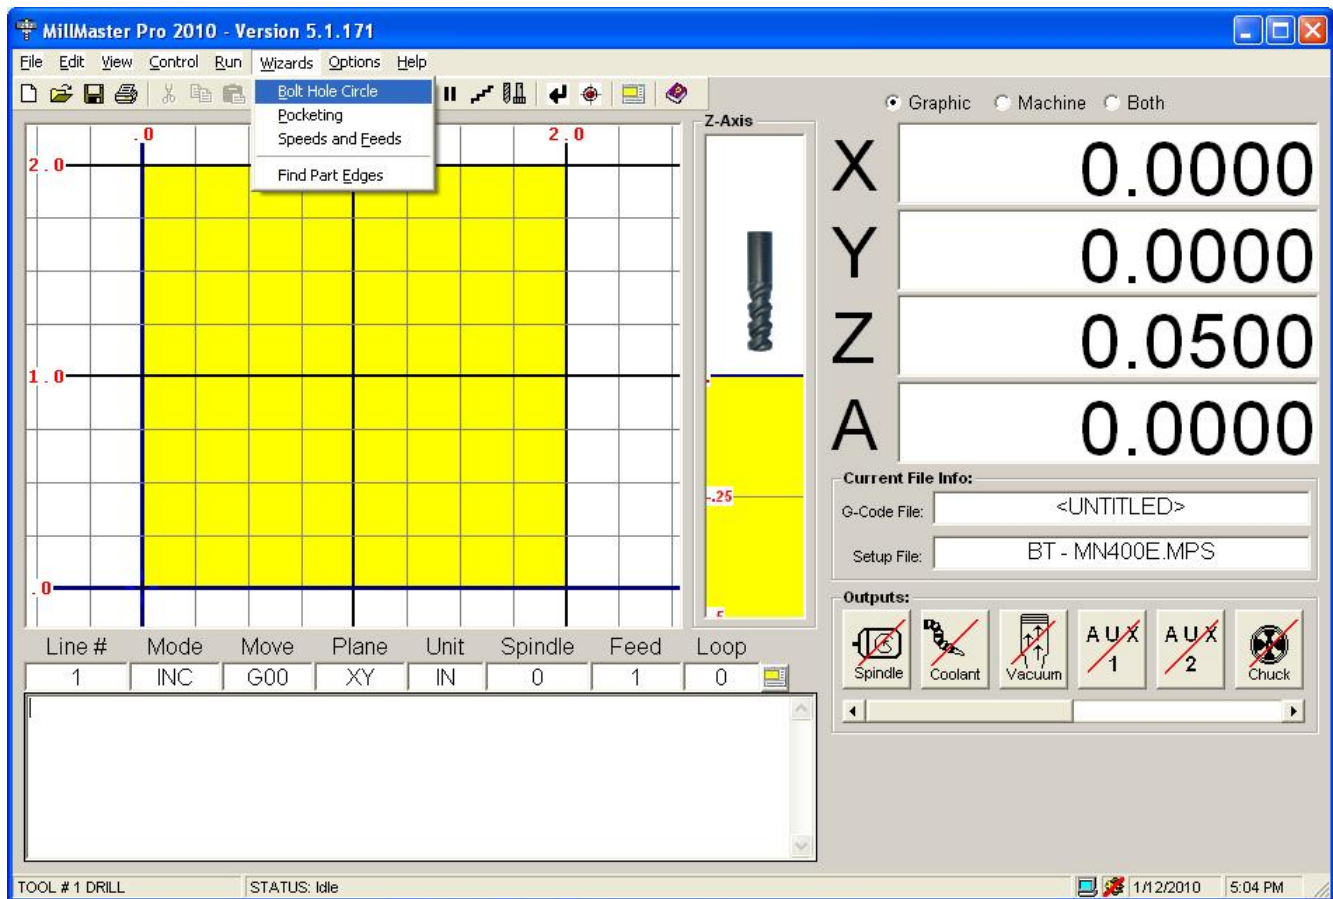 MillMaster Pro 2010 - Version 5.1.171
File Edit View Control Run Wizards Options Help
Bolt Hole Circle
Pocketing
Speeds and Feeds
Find Part Edges
Graphic Machine Both
.0 2.0
2.0
1.0
.0
Z-Axis
-.25
X 0.0000
Y 0.0000
Z 0.0500
A 0.0000
Current File Info:
G-Code File: <UNTITLED>
Setup File: BT - MN400E.MPS
Outputs:
Spindle
Coolant
Vacuum
AUX 1
AUX 2
Chuck
Line # Mode Move Plane Unit Spindle Feed Loop
1 INC G00 XY IN 0 1 0
TOOL # 1 DRILL STATUS: Idle 1/12/2010 5:04 PM